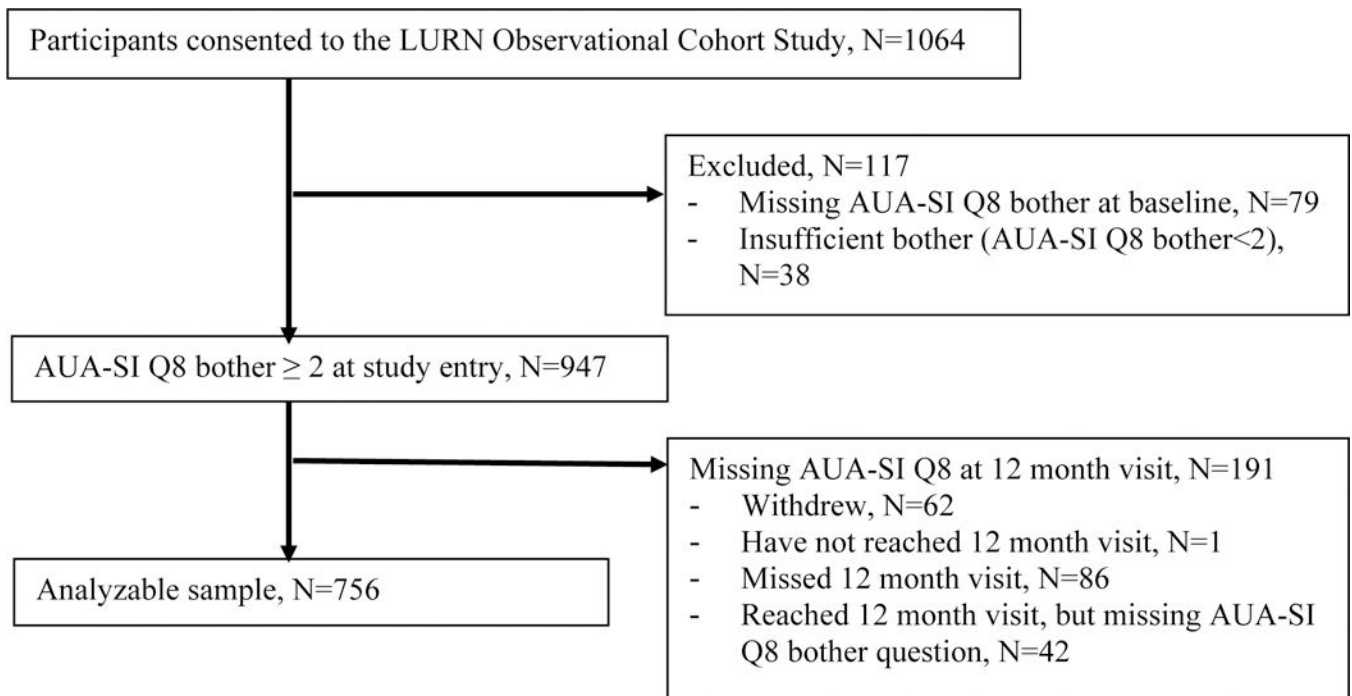 Participants consented to the LURN Observational Cohort Study, N=1064
Excluded, N=117
- Missing AUA-SI Q8 bother at baseline, N=79
- Insufficient bother (AUA-SI Q8 bother<2),
N=38
AUA-SI Q8 bother ≥ 2 at study entry, N=947
Missing AUA-SI Q8 at 12 month visit, N=191
- Withdrew, N=62
- Have not reached 12 month visit, N=1
- Missed 12 month visit, N=86
- Reached 12 month visit, but missing AUA-SI
Q8 bother question, N=42
Analyzable sample, N=756